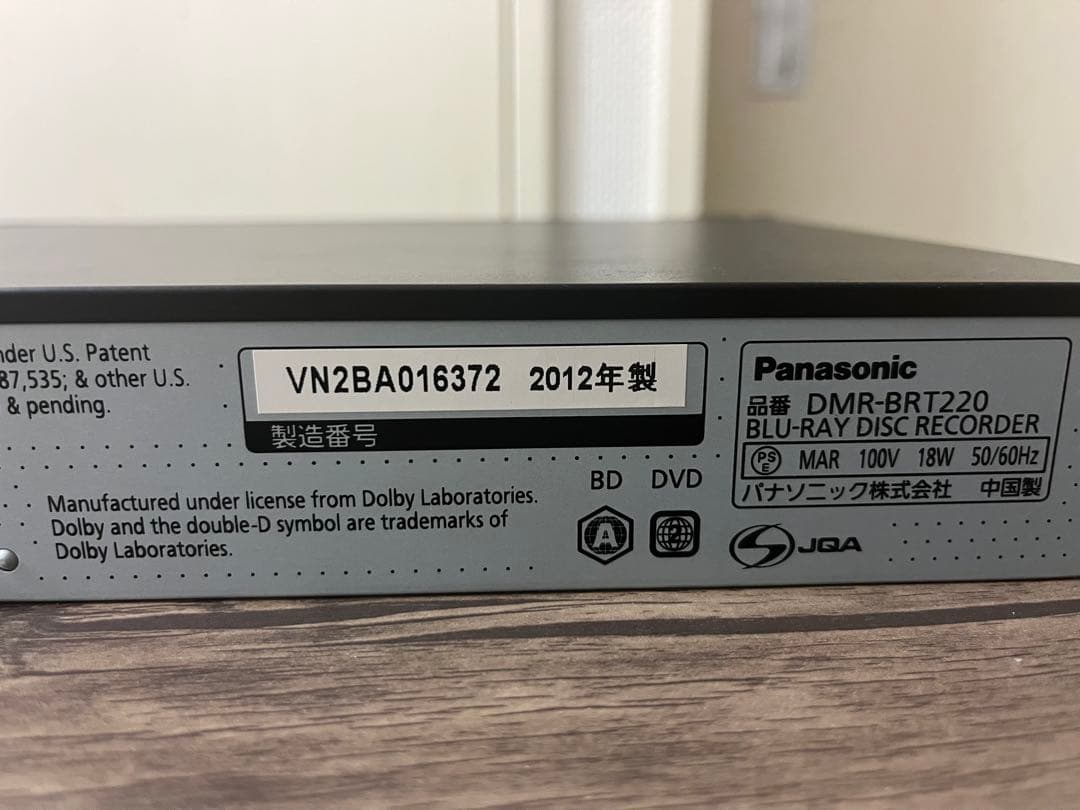 nder U.S. Patent
87,535; & other U.S.
& pending.
VN2BA016372 2012年製
製造番号
Manufactured under license from Dolby Laboratories.
Dolby and the double-D symbol are trademarks of
Dolby Laboratories.
BD DVD
A 2
Panasonic
品番 DMR-BRT220
BLU-RAY DISC RECORDER
PS E MAR 100V 18W 50/60Hz
パナソニック株式会社 中国製
JQA